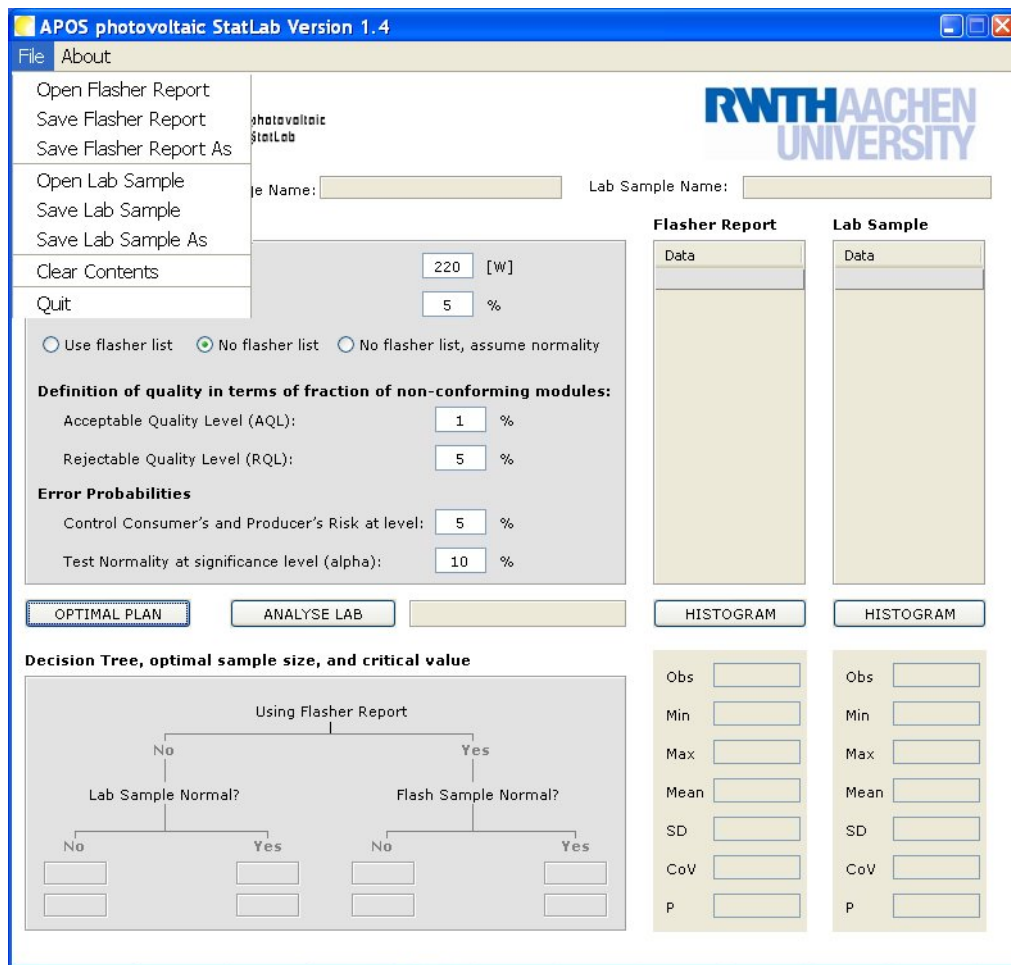 APOS photovoltaic StatLab Version 1.4
File About
Open Flasher Report
Save Flasher Report
Save Flasher Report As
Open Lab Sample
Save Lab Sample
Save Lab Sample As
Clear Contents
Quit
photovoltaic
StatLab
RWTHAACHEN
UNIVERSITY
Name:
Lab Sample Name:
Flasher Report Lab Sample
Data Data
220 [W]
5 %
Use flasher list No flasher list No flasher list, assume normality
Definition of quality in terms of fraction of non-conforming modules:
Acceptable Quality Level (AQL): 1 %
Rejectable Quality Level (RQL): 5 %
Error Probabilities
Control Consumer's and Producer's Risk at level: 5 %
Test Normality at significance level (alpha): 10 %
OPTIMAL PLAN ANALYSE LAB HISTOGRAM HISTOGRAM
Decision Tree, optimal sample size, and critical value
Using Flasher Report
No Yes
Lab Sample Normal? Flash Sample Normal?
No Yes No Yes
Obs Obs
Min Min
Max Max
Mean Mean
SD SD
CoV CoV
P P